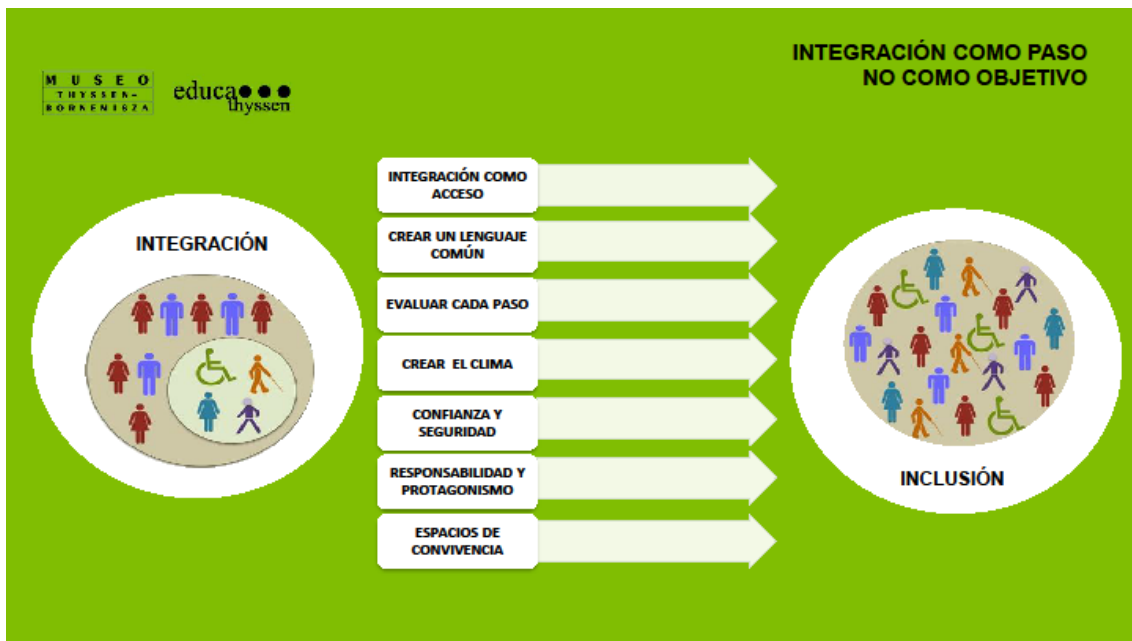 MUSEO
THYSSEN-
BORNEMISZA
educa
thyssen
INTEGRACIÓN COMO PASO
NO COMO OBJETIVO
INTEGRACIÓN
INTEGRACIÓN COMO
ACCESO
CREAR UN LENGUAJE
COMÚN
EVALUAR CADA PASO
CREAR EL CLIMA
CONFIANZA Y
SEGURIDAD
RESPONSABILIDAD Y
PROTAGONISMO
ESPACIOS DE
CONVIVENCIA
INCLUSIÓN